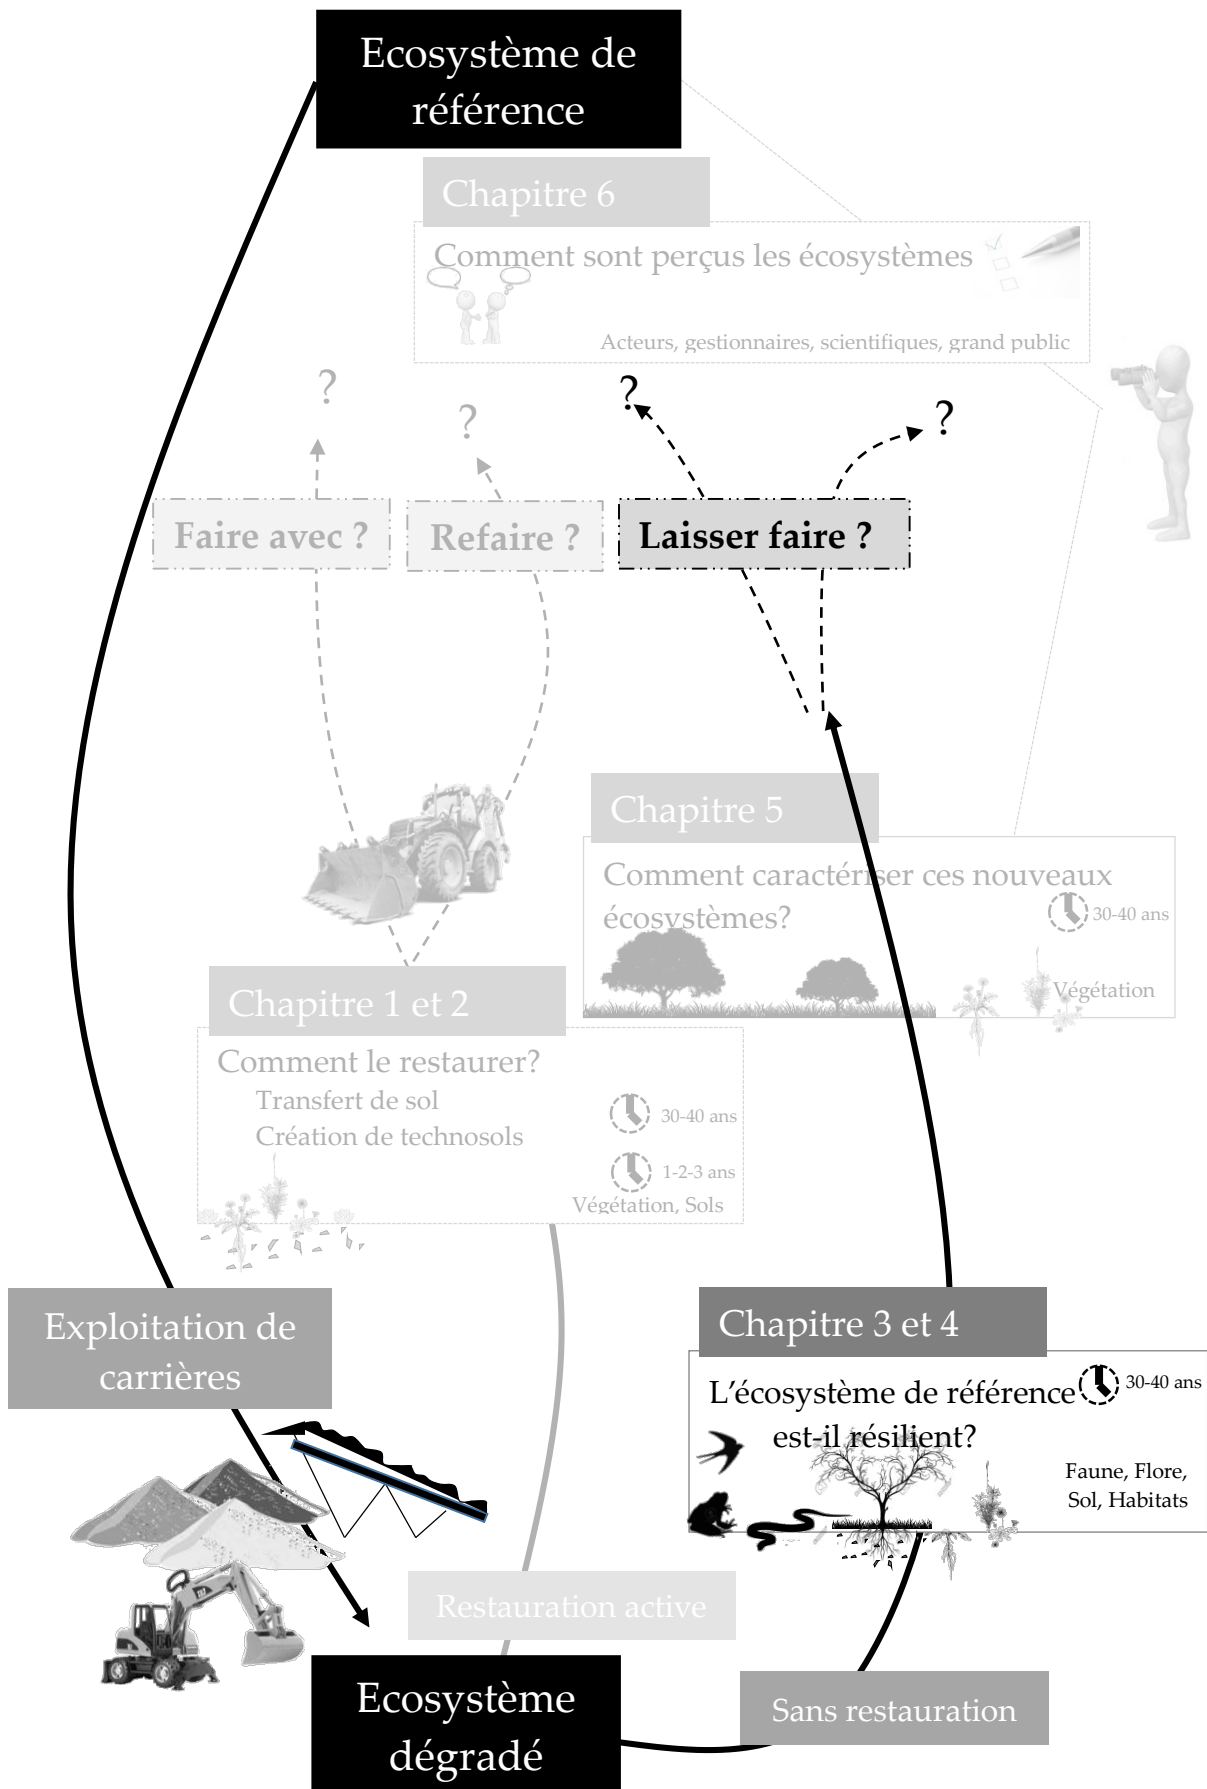 Ecosystème de
référence
Chapitre 6
Comment sont perçus les écosystèmes
Acteurs, gestionnaires, scientifiques, grand public
?
?
?
?
Faire avec ?
Refaire ?
Laisser faire ?
Chapitre 5
Comment caractériser ces nouveaux
écosystèmes?
30-40 ans
Végétation
Chapitre 1 et 2
Comment le restaurer?
Transfert de sol
Création de technosols
30-40 ans
1-2-3 ans
Végétation, Sols
Exploitation de
carrières
Chapitre 3 et 4
L’écosystème de référence
est-il résilient?
30-40 ans
Faune, Flore,
Sol, Habitats
Restauration active
Ecosystème
dégradé
Sans restauration